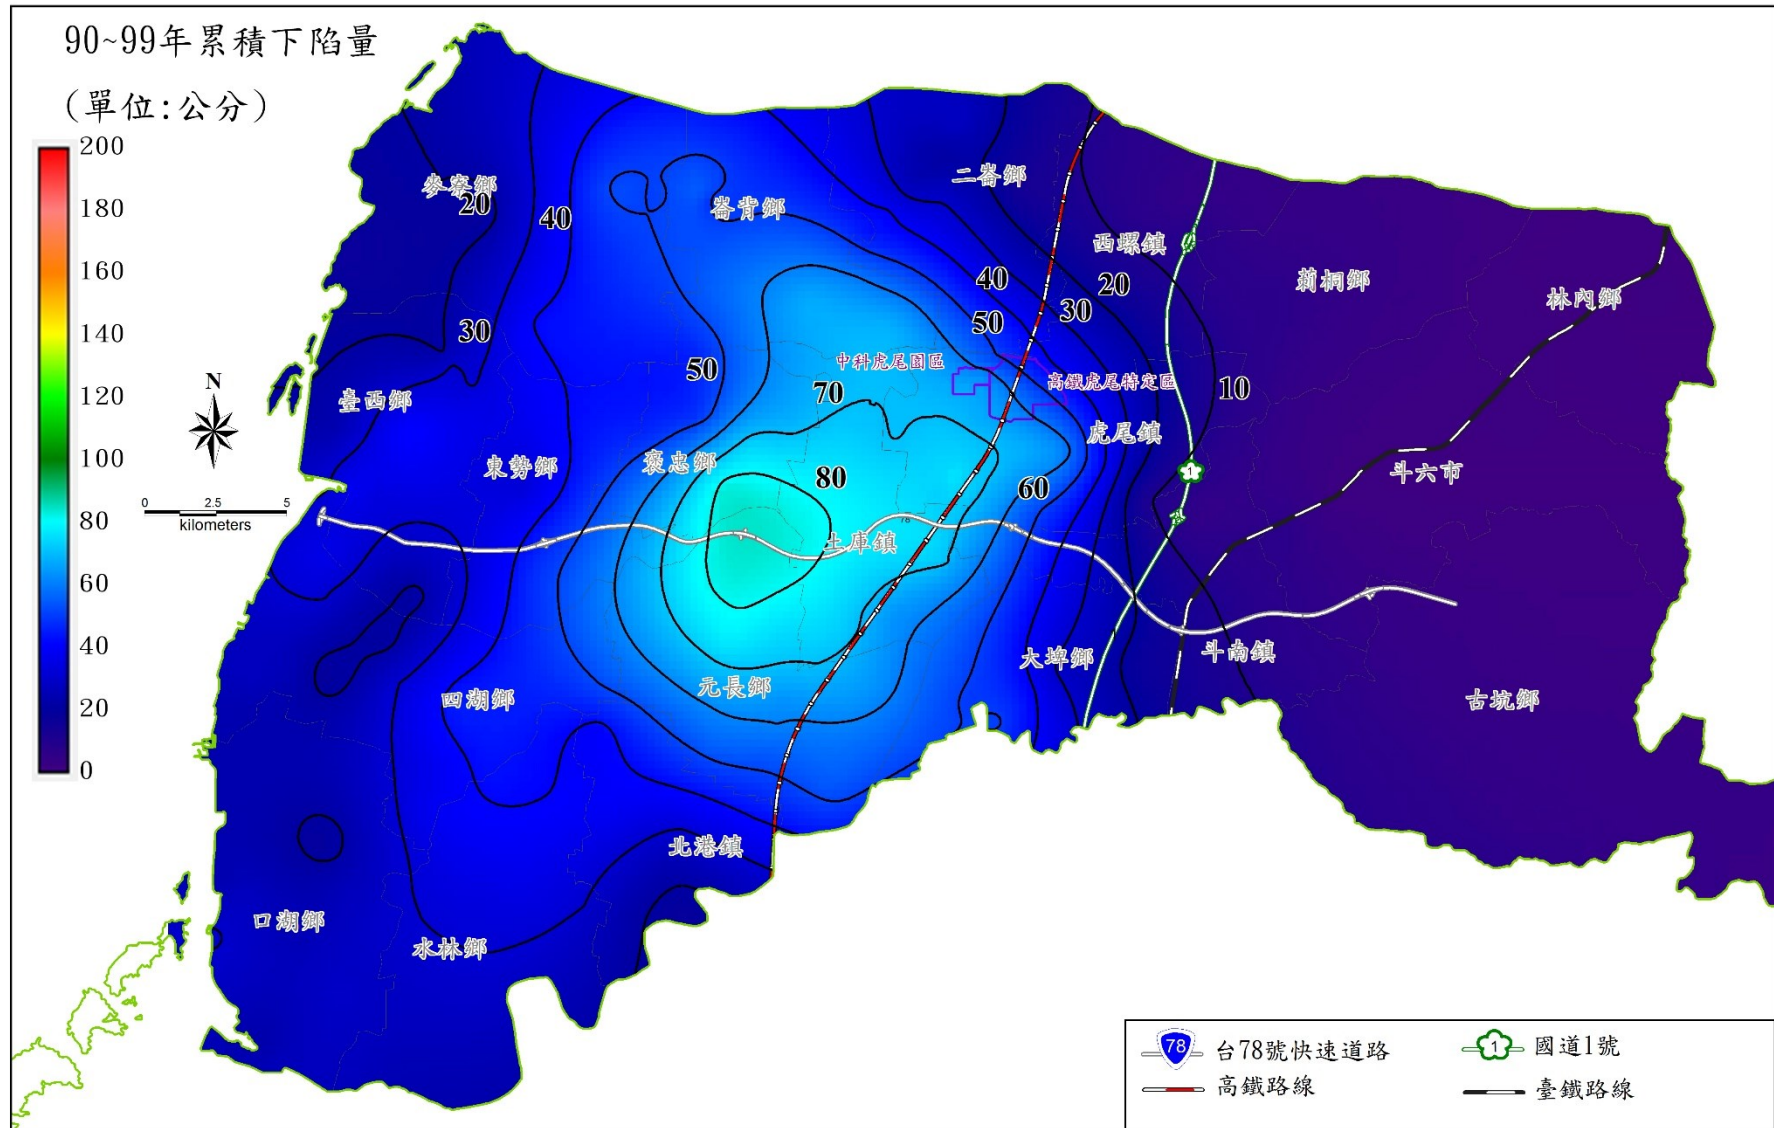 90~99年累積下陷量
(單位:公分)
200
180
160
140
120
100
80
60
40
20
0
N
0 2.5 5
kilometers
麥寮鄉
20
40
30
崙背鄉
二崙鄉
西螺鎮
莿桐鄉
林內鄉
40
20
50
30
中科虎尾園區
高鐵虎尾特定區
50
70
10
臺西鄉
東勢鄉
褒忠鄉
虎尾鎮
斗六市
80
60
1
78
土庫鎮
四湖鄉
元長鄉
大埤鄉
斗南鎮
古坑鄉
北港鎮
口湖鄉
水林鄉
78 台78號快速道路
1 國道1號
高鐵路線
臺鐵路線